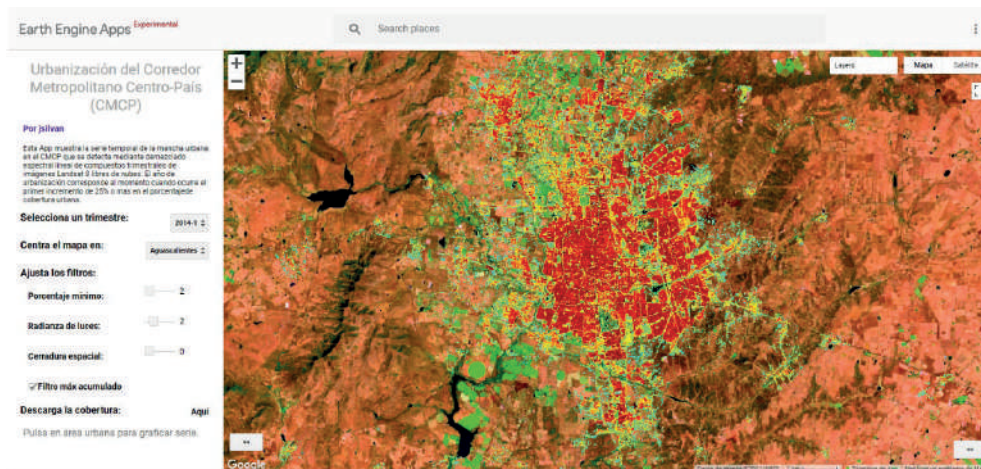 Earth Engine Apps Experimental
Search places
Urbanización del Corredor
Metropolitano Centro-País
(CMCP)
Por jsilvan
Esta App muestra la serie temporal de la mancha urbana
en el CMCP que se detecta mediante demezclado
espectral lineal de compuestos trimestrales de
imágenes Landsat 8 libres de nubes. El año de
urbanización corresponde al momento cuando ocurre el
primer incremento de 25% o más en el porcentaje de
cobertura urbana.
Selecciona un trimestre:
Centra el mapa en:
Aguascalientes
Ajusta los filtros:
Porcentaje mínimo:
2
Radianza de luces:
2
Cerradura espacial:
0
Filtro máx acumulado
Descarga la cobertura:
Aquí
Pulsa en área urbana para graficar serie.
+
−
Layers
Mapa
Satélite
Google